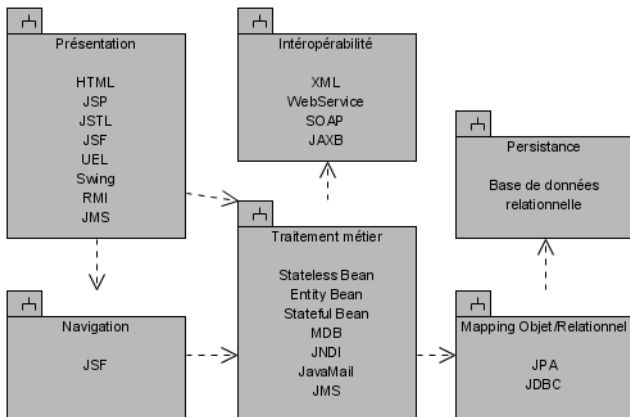 Présentation
HTML
JSP
JSTL
JSF
UEL
Swing
RMI
JMS
Intéropérabilité
XML
WebService
SOAP
JAXB
Persistance
Base de données
relationnelle
Navigation
JSF
Traitement métier
Stateless Bean
Entity Bean
Stateful Bean
MDB
JNDI
JavaMail
JMS
Mapping Objet/Relationnel
JPA
JDBC